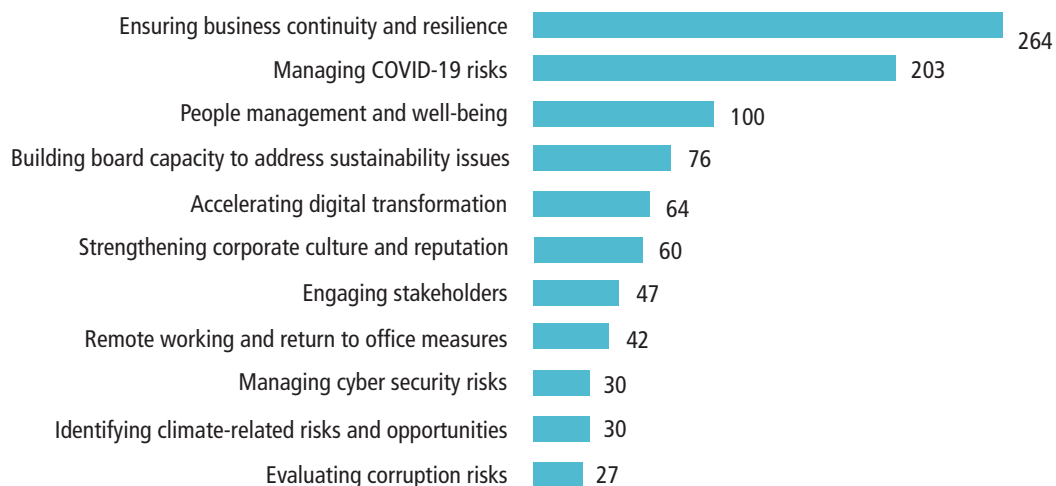 Ensuring business continuity and resilience 264
Managing COVID-19 risks 203
People management and well-being 100
Building board capacity to address sustainability issues 76
Accelerating digital transformation 64
Strengthening corporate culture and reputation 60
Engaging stakeholders 47
Remote working and return to office measures 42
Managing cyber security risks 30
Identifying climate-related risks and opportunities 30
Evaluating corruption risks 27